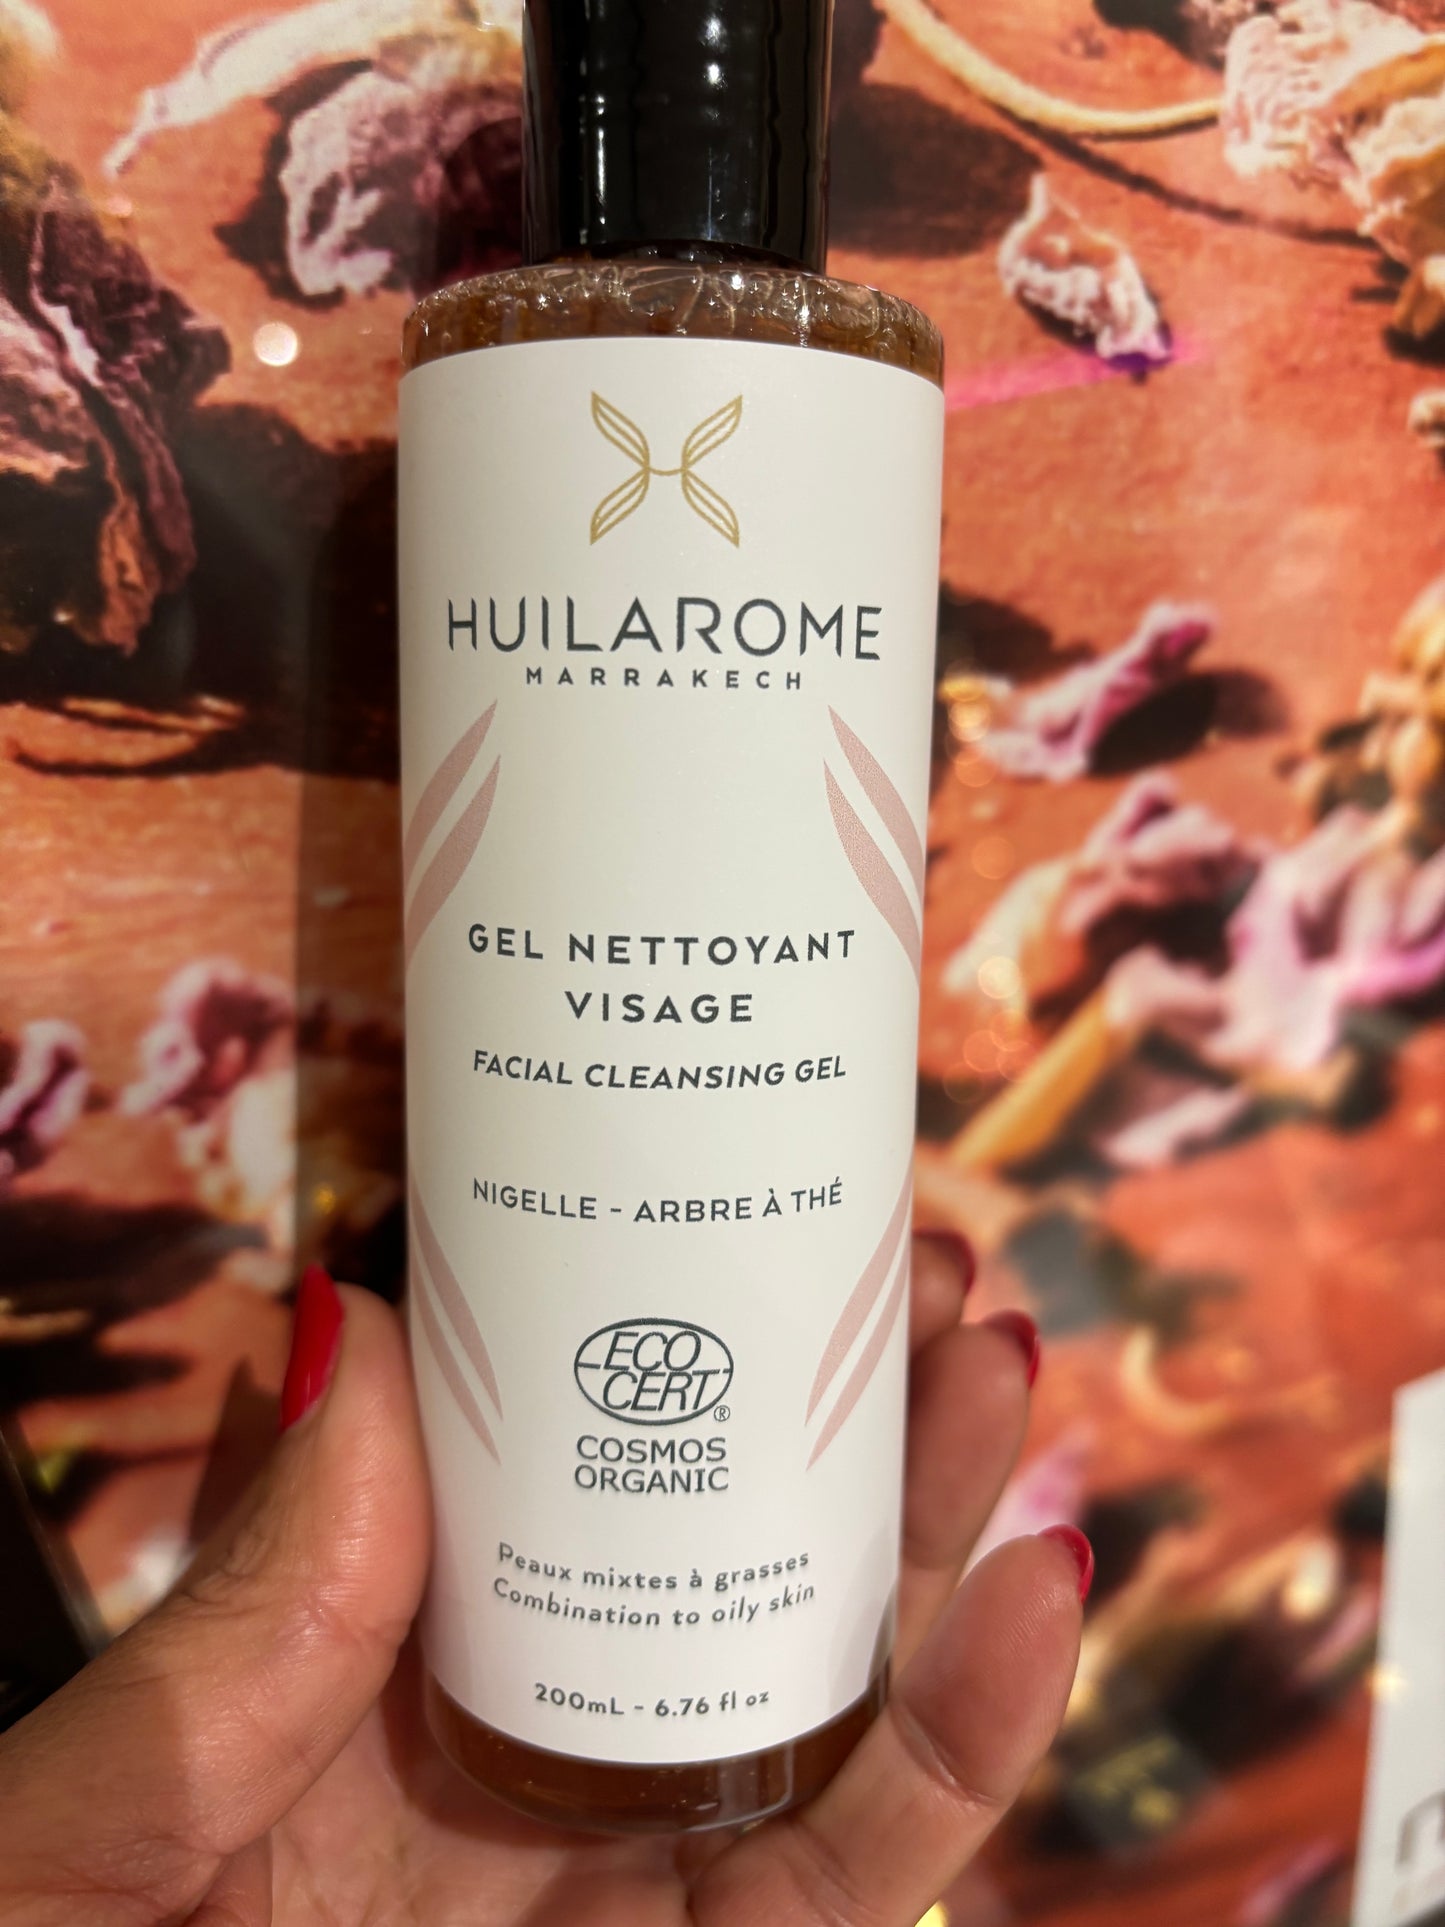 HUILAROME
MARRAKECH
GEL NETTOYANT
VISAGE
FACIAL CLEANSING GEL
NIGELLE - ARBRE À THÉ
ECO
CERT®
COSMOS
ORGANIC
Peaux mixtes à grasses
Combination to oily skin
200mL - 6.76 fl oz